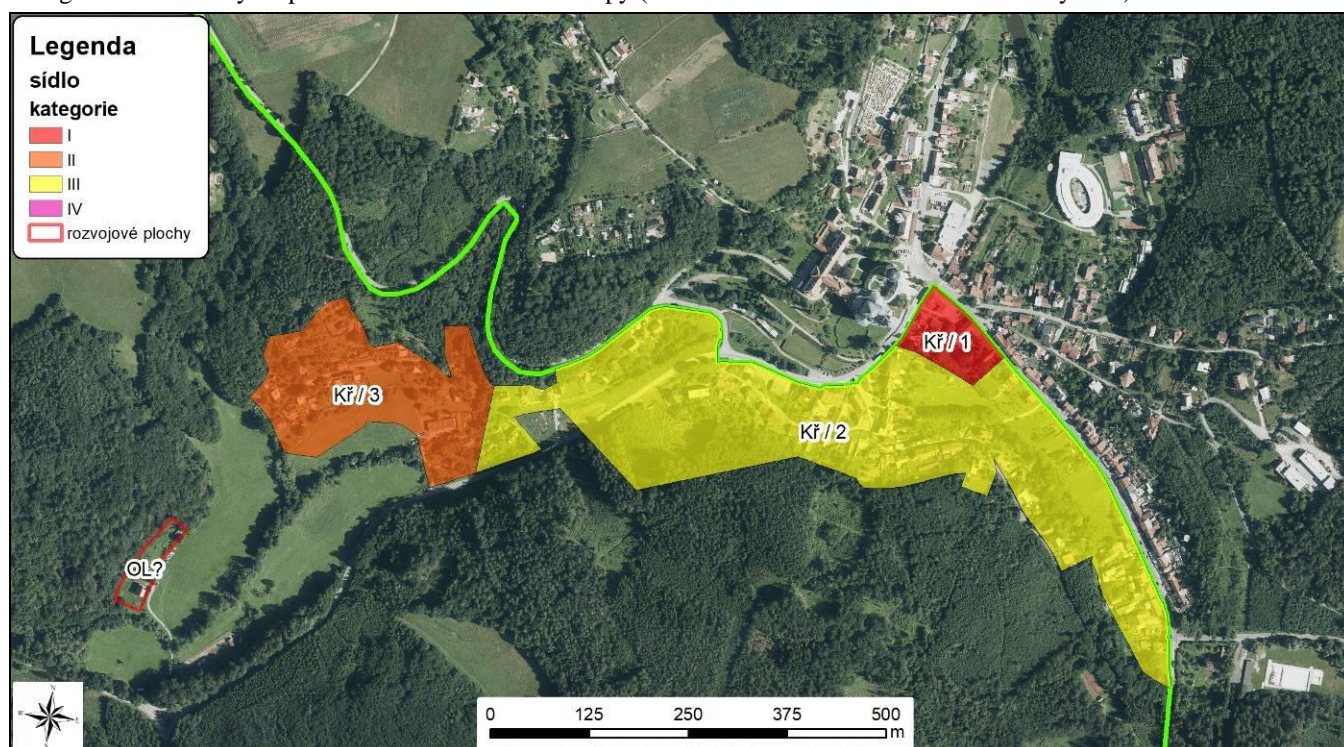 Legenda
sídlo
kategorie
I
II
III
IV
rozvojové plochy
Kř / 1
Kř / 3
Kř / 2
OL?
N
W E
S
0 125 250 375 500
m